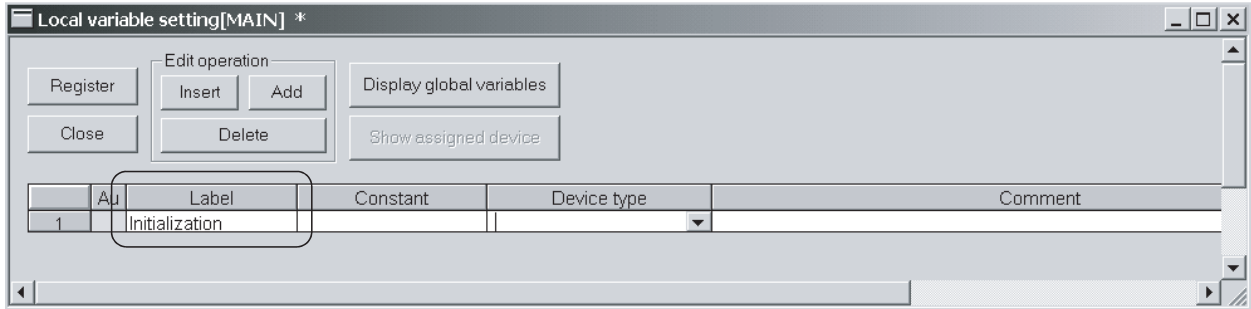 Local variable setting[MAIN] *
Edit operation
Register
Insert
Add
Display global variables
Close
Delete
Show assigned device
Au
Label
Constant
Device type
Comment
1
Initialization